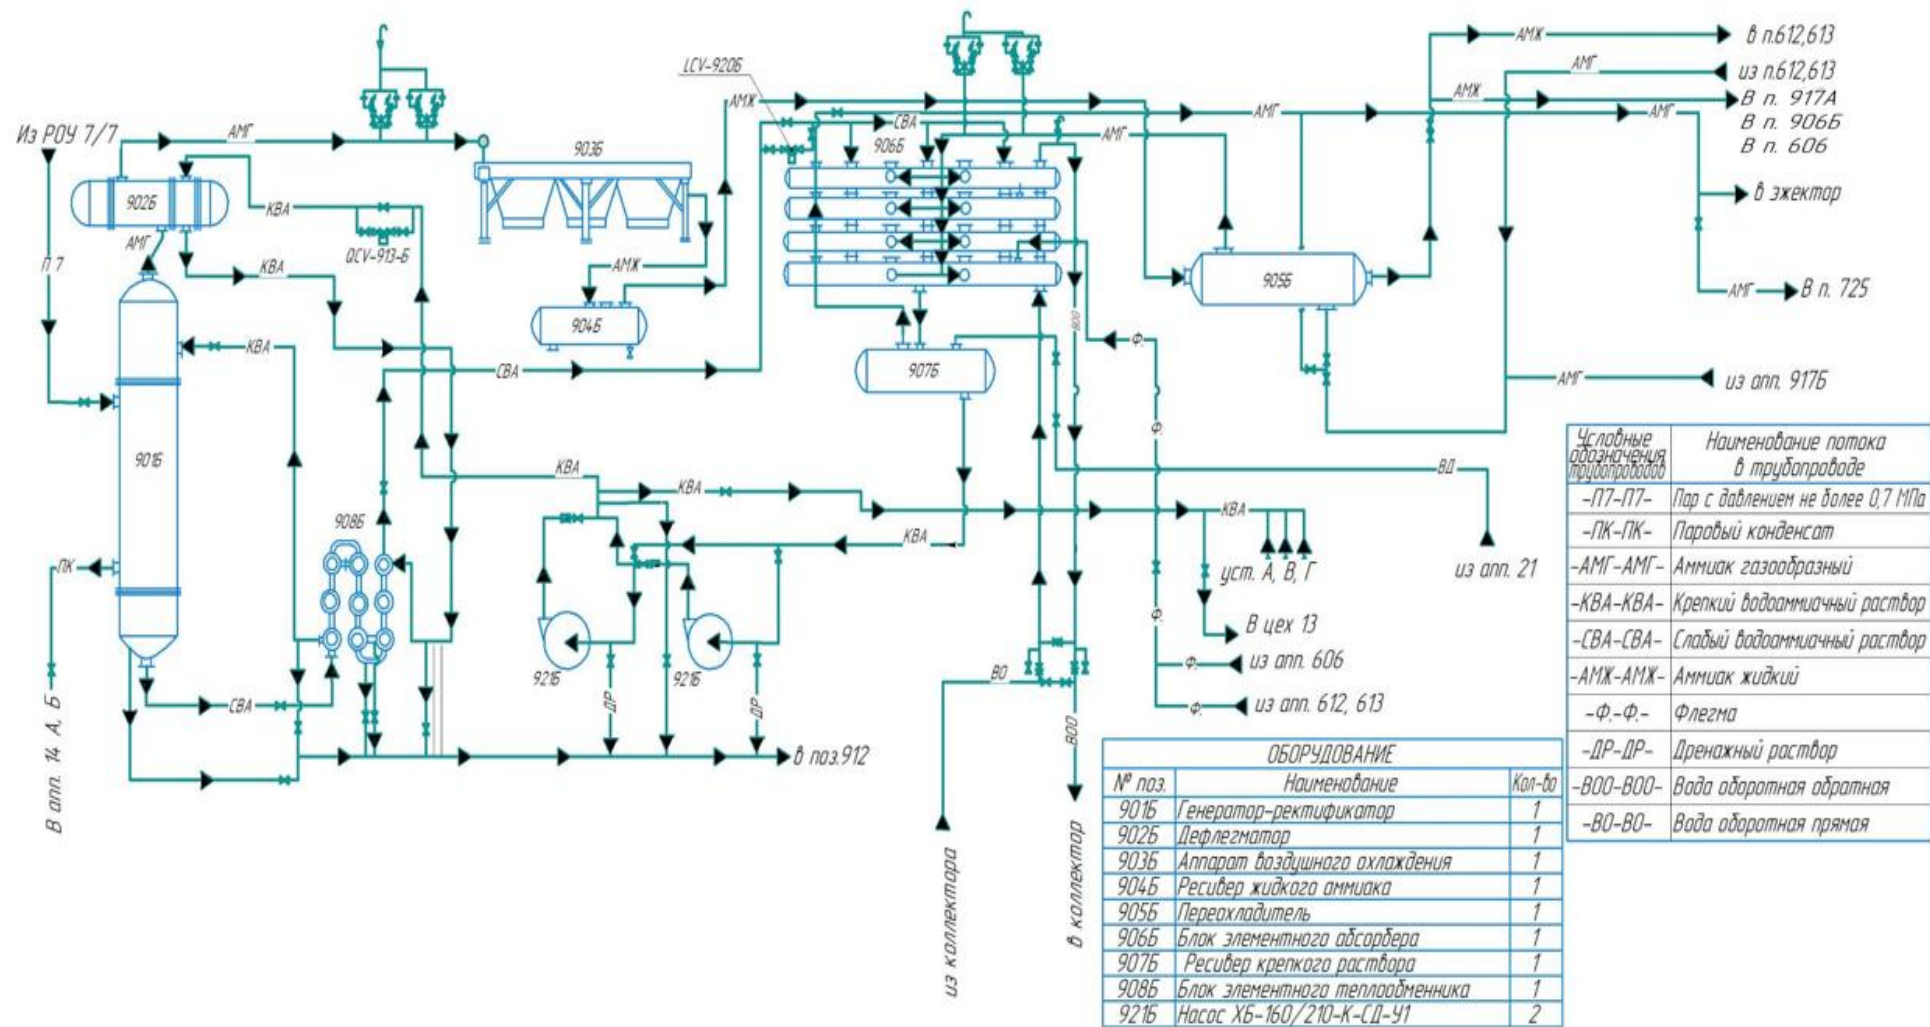 Из РОУ 7/7
АМГ
902Б
П 7
АМГ
КВА
КВА
QCV-913-Б
903Б
АМЖ
904Б
LCV-920Б
АМЖ
СВА
906Б
АМГ
АМГ
АМГ
905Б
АМЖ
в п.612,613
АМГ
из п.612,613
АМЖ
В п. 917А
В п. 906Б
В п. 606
в эжектор
АМГ
В п. 725
АМГ
из апп. 917Б
КВА
901Б
СВА
907Б
ВОО
Ф.
Ф.
КВА
КВА
908Б
КВА
ВД
КВА
уст. А, В, Г
из апп. 21
ПК
В апп. 14 А, Б
921Б
921Б
СВА
ДР
ДР
в поз.912
Ф.
В цех 13
Ф.
из апп. 606
Ф.
из апп. 612, 613
ВО
ВОО
из коллектора
в коллектор
Условные обозначения трубопроводов
Наименование потока в трубопроводе
-П7-П7- Пар с давлением не более 0,7 МПа
-ПК-ПК- Паровый конденсат
-АМГ-АМГ- Аммиак газообразный
-КВА-КВА- Крепкий водоаммиачный раствор
-СВА-СВА- Слабый водоаммиачный раствор
-АМЖ-АМЖ- Аммиак жидкий
-Ф.-Ф.- Флегма
-ДР-ДР- Дренажный раствор
-ВОО-ВОО- Вода оборотная обратная
-ВО-ВО- Вода оборотная прямая
ОБОРУДОВАНИЕ
№ поз. Наименование Кол-во
901Б Генератор-ректификатор 1
902Б Дефлегматор 1
903Б Аппарат воздушного охлаждения 1
904Б Ресивер жидкого аммиака 1
905Б Переохладитель 1
906Б Блок элементного абсорбера 1
907Б Ресивер крепкого раствора 1
908Б Блок элементного теплообменника 1
921Б Насос ХБ-160/210-К-СД-У1 2